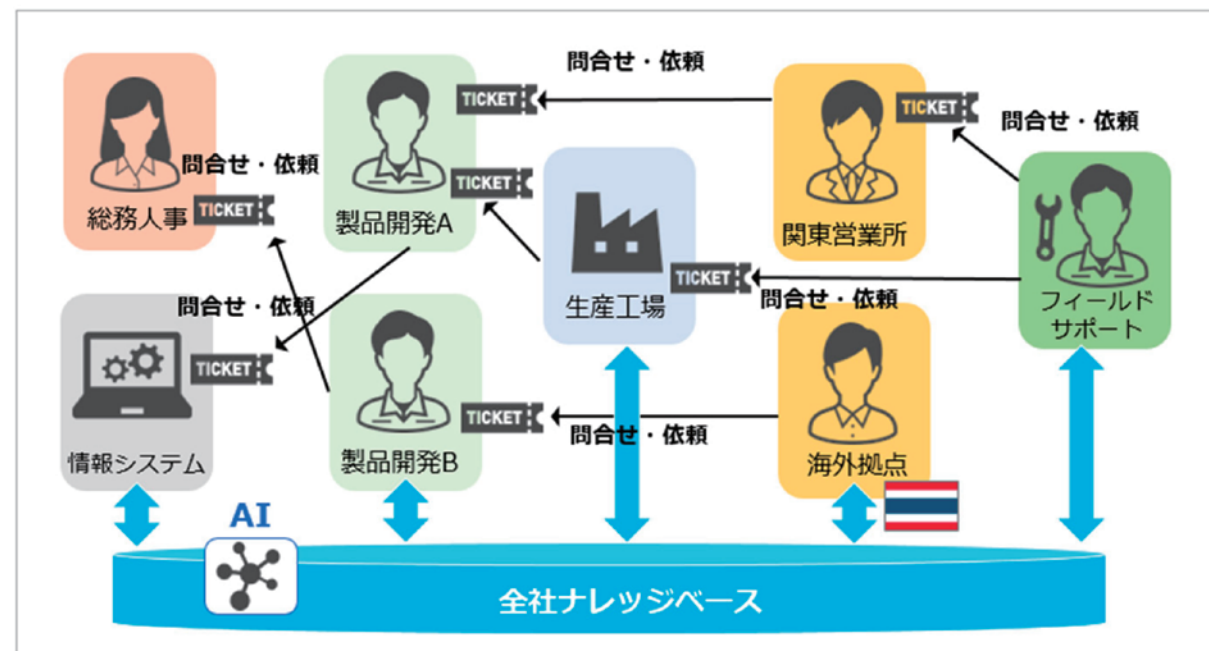 問合せ・依頼
TICKET
TICKET
問合せ・依頼
問合せ・依頼
TICKET
TICKET
総務人事
製品開発A
関東営業所
TICKET
問合せ・依頼
問合せ・依頼
生産工場
フィールド
サポート
TICKET
TICKET
問合せ・依頼
情報システム
製品開発B
海外拠点
AI
全社ナレッジベース